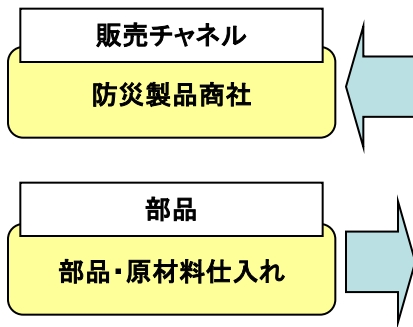 販売チャネル
防災製品商社
部品
部品・原材料仕入れ